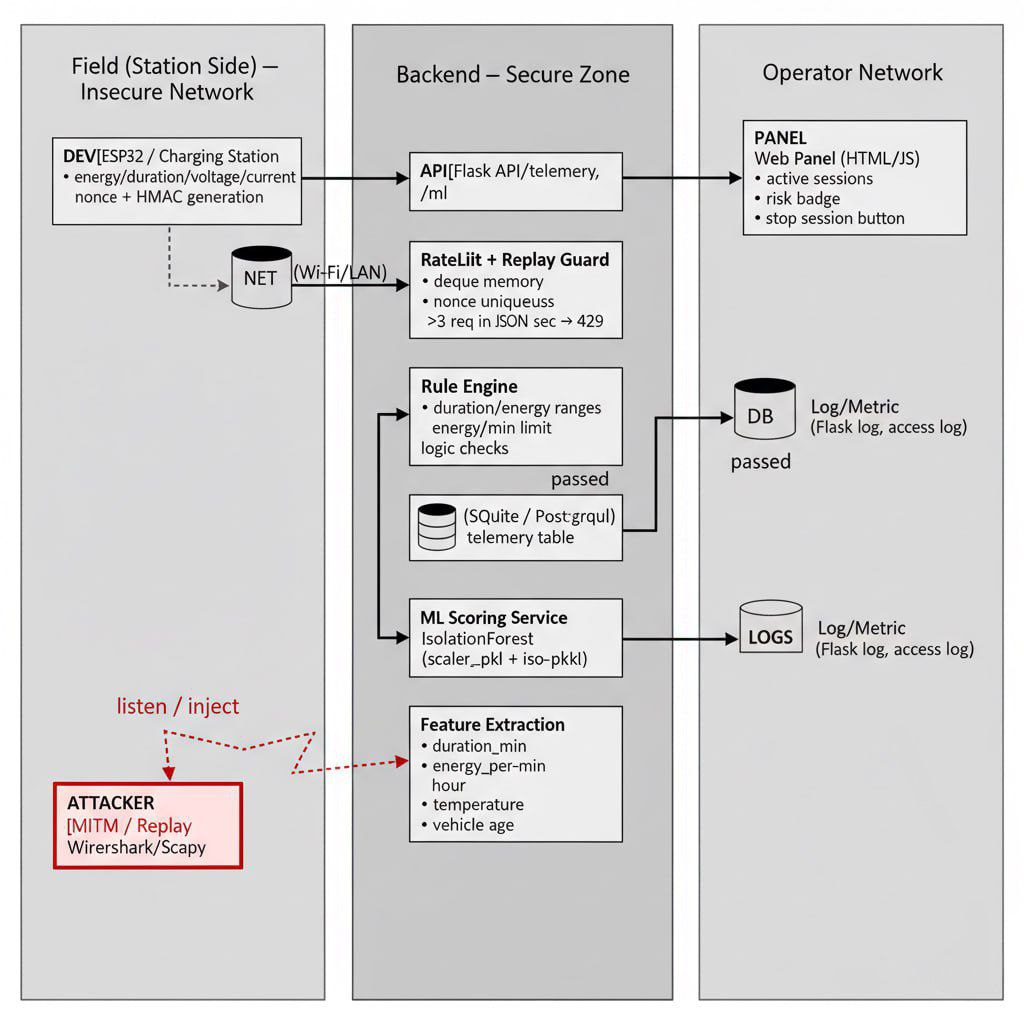 Field (Station Side) —
Insecure Network
DEV[ESP32 / Charging Station
• energy/duration/voltage/current
nonce + HMAC generation
NET
(Wi-Fi/LAN)
listen / inject
ATTACKER
[MITM / Replay
Wirershark/Scapy
Backend – Secure Zone
API[Flask API/telemetry,
/ml
RateLiit + Replay Guard
• deque memory
• nonce uniqueuss
>3 req in JSON sec → 429
Rule Engine
• duration/energy ranges
energy/min limit
logic checks
passed
(SQuite / Post·grqul)
telemery table
ML Scoring Service
IsolationForest
(scaler_pkl + iso-pkkl)
Feature Extraction
• duration_min
• energy_per-min
hour
• temperature
• vehicle age
Operator Network
PANEL
Web Panel (HTML/JS)
• active sessions
• risk badge
• stop session button
DB
Log/Metric
(Flask log, access log)
passed
LOGS
Log/Metric
(Flask log, access log)